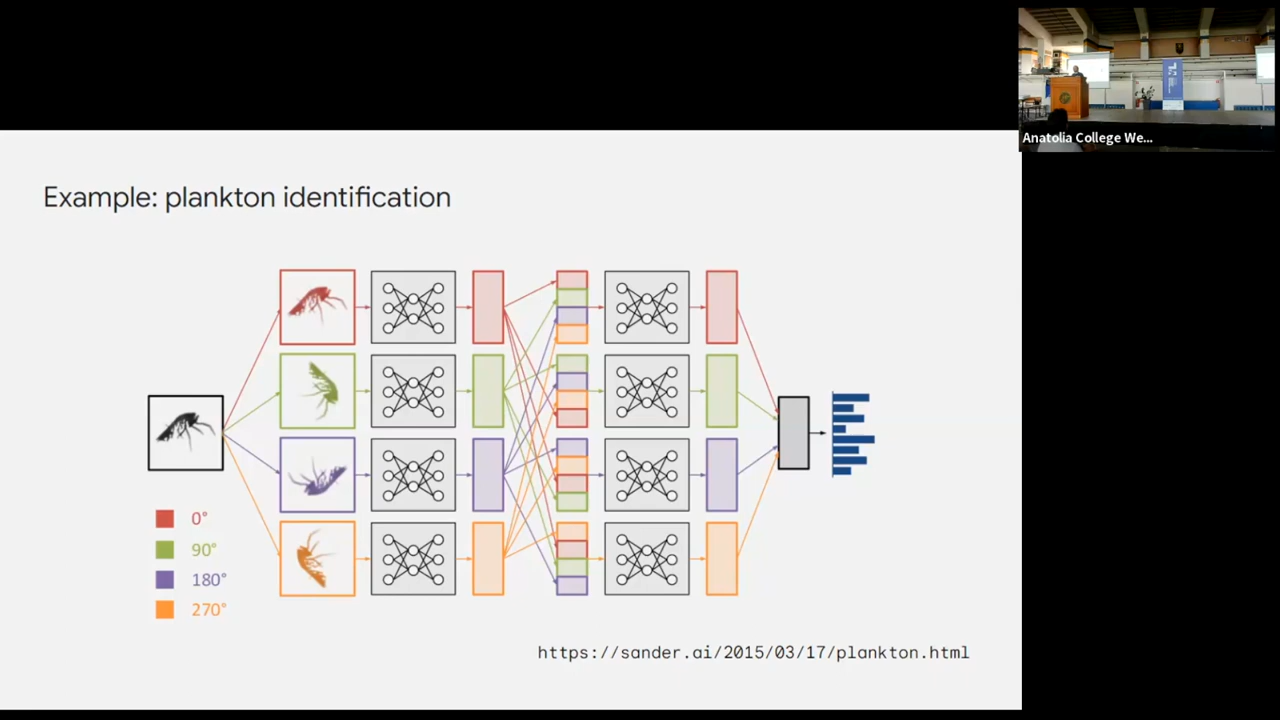 Anatolia College We...
Example: plankton identification
0°
90°
180°
270°
https://sander.ai/2015/03/17/plankton.html